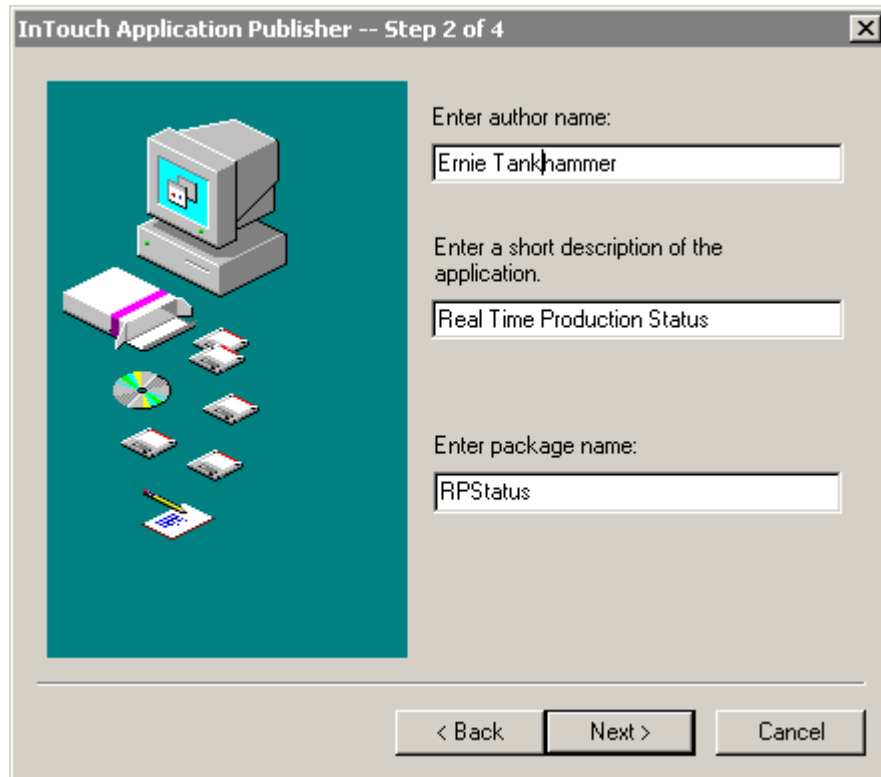 InTouch Application Publisher -- Step 2 of 4
Enter author name:
Ernie Tankhammer
Enter a short description of the
application.
Real Time Production Status
Enter package name:
RPStatus
< Back
Next >
Cancel